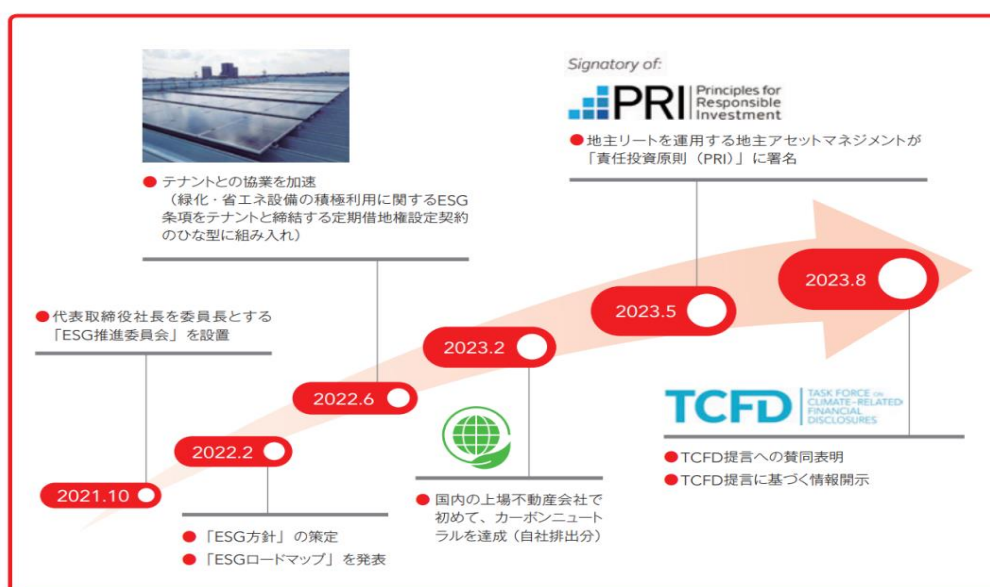 Signatory of:
PRI Principles for
Responsible
Investment
●地主リートを運用する地主アセットマネジメントが
「責任投資原則（PRI）」に署名
●テナントとの協業を加速
（緑化・省エネ設備の積極利用に関するESG
条項をテナントと締結する定期借地権設定契約
のひな型に組み入れ）
2023.8
2023.5
●代表取締役社長を委員長とする
「ESG推進委員会」を設置
2023.2
2022.6
TCFD TASK FORCE ON
CLIMATE-RELATED
FINANCIAL
DISCLOSURES
2022.2
●TCFD提言への賛同表明
●TCFD提言に基づく情報開示
2021.10
●国内の上場不動産会社で
初めて、カーボンニュート
ラルを達成（自社排出分）
●「ESG方針」の策定
●「ESGロードマップ」を発表